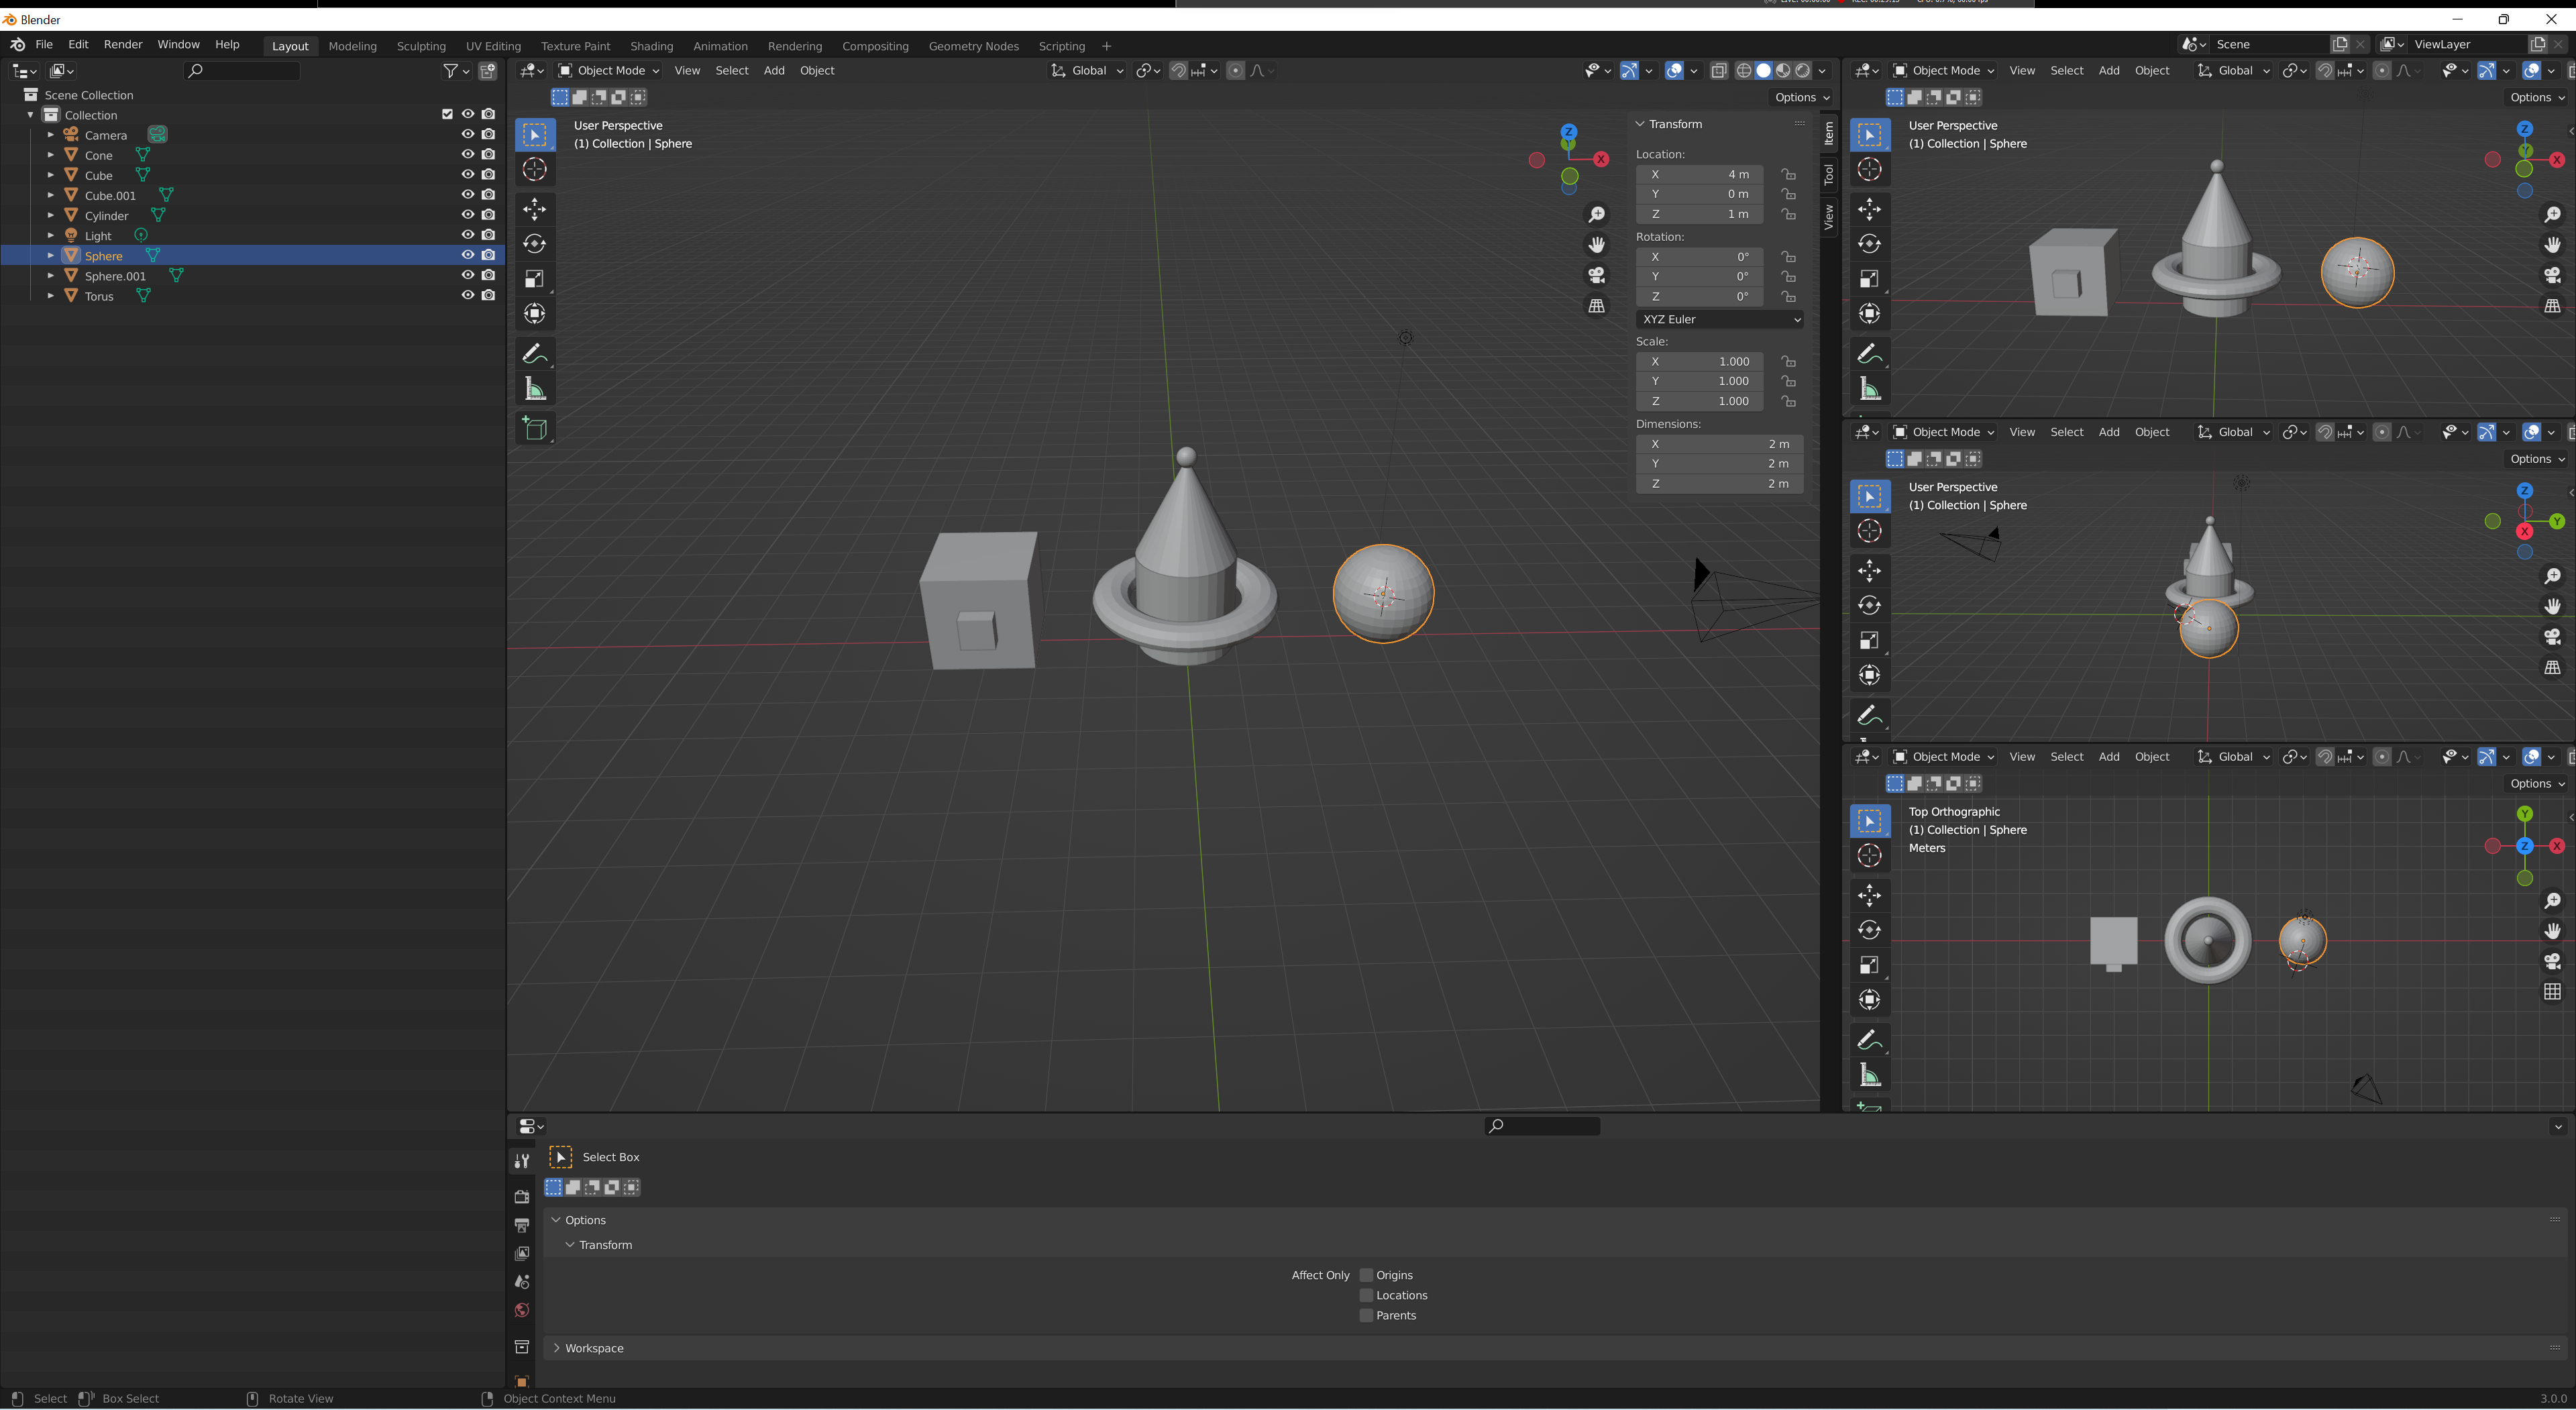 Blender
File Edit Render Window Help Layout Modeling Sculpting UV Editing Texture Paint Shading Animation Rendering Compositing Geometry Nodes Scripting + Scene ViewLayer
Object Mode View Select Add Object Global
Options
Scene Collection
Collection
Camera
Cone
Cube
Cube.001
Cylinder
Light
Sphere
Sphere.001
Torus
User Perspective
(1) Collection | Sphere
Z
Y
X
Transform
Location:
X 4 m
Y 0 m
Z 1 m
Rotation:
X 0°
Y 0°
Z 0°
XYZ Euler
Scale:
X 1.000
Y 1.000
Z 1.000
Dimensions:
X 2 m
Y 2 m
Z 2 m
Item
Tool
View
Object Mode View Select Add Object Global
Options
User Perspective
(1) Collection | Sphere
Z
Y
X
Object Mode View Select Add Object Global
Options
User Perspective
(1) Collection | Sphere
Z
Y
X
Object Mode View Select Add Object Global
Options
Top Orthographic
(1) Collection | Sphere
Meters
Y
Z
X
Select Box
Options
Transform
Affect Only Origins
Locations
Parents
Workspace
Select Box Select Rotate View Object Context Menu 3.0.0